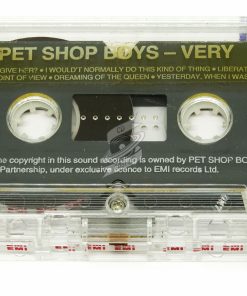 PET SHOP BOYS – VERY
GIVE HER? • I WOULDN'T NORMALLY DO THIS KIND OF THING • LIBERAT
POINT OF VIEW • DREAMING OF THE QUEEN • YESTERDAY, WHEN I WAS
he copyright in this sound recording is owned by PET SHOP BO
Partnership, under exclusive licence to EMI records Ltd.
EMI EMI EMI EMI